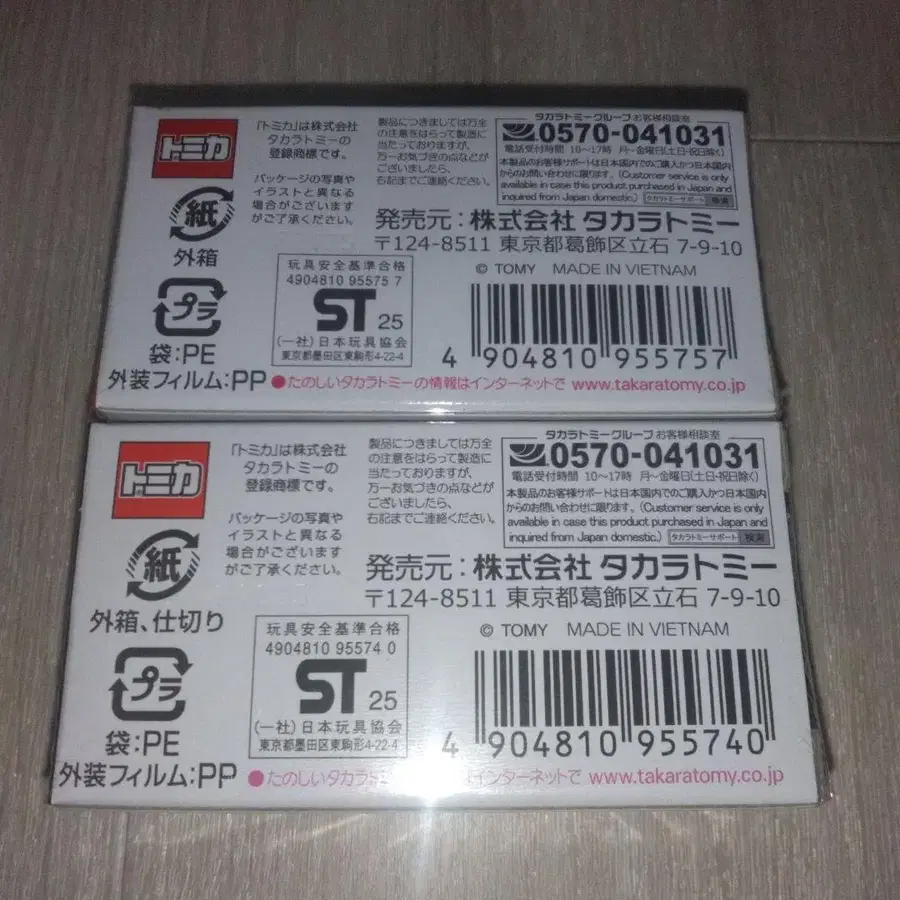 トミカ
「トミカ」は株式会社
タカラトミーの
登録商標です。
パッケージの写真や
イラストと異なる
場合がございますが
がご了承ください。
製品につきましては万全
の注意をはらって製造に
当たっておりますが、
万一お気づきの点などが
ございましたら、
右記までご連絡ください。
タカラトミーグループお客様相談室
0570-041031
電話受付時間 10～17時 月～金曜日(土日・祝日除く)
本製品のお客様サポートは日本国内でのご購入かつ日本国内
からのお問い合わせに限ります。(Customer service is only
available in case this product purchased in Japan and
inquired from Japan domestic.) タカラトミーサポート 検索
発売元：株式会社 タカラトミー
〒124-8511 東京都葛飾区立石 7-9-10
紙
外箱
プラ
袋:PE
外装フィルム:PP
玩具安全基準合格
4904810 95575 7
ST 25
(一社)日本玩具協会
東京都墨田区東駒形4-22-4
© TOMY MADE IN VIETNAM
4 904810 955757
●たのしいタカラトミーの情報はインターネットで www.takaratomy.co.jp
トミカ
「トミカ」は株式会社
タカラトミーの
登録商標です。
パッケージの写真や
イラストと異なる
場合がございますが
がご了承ください。
製品につきましては万全
の注意をはらって製造に
当たっておりますが、
万一お気づきの点などが
ございましたら、
右記までご連絡ください。
タカラトミーグループお客様相談室
0570-041031
電話受付時間 10～17時 月～金曜日(土日・祝日除く)
本製品のお客様サポートは日本国内でのご購入かつ日本国内
からのお問い合わせに限ります。(Customer service is only
available in case this product purchased in Japan and
inquired from Japan domestic.) タカラトミーサポート 検索
発売元：株式会社 タカラトミー
〒124-8511 東京都葛飾区立石 7-9-10
紙
外箱、仕切り
プラ
袋:PE
外装フィルム:PP
玩具安全基準合格
4904810 95574 0
ST 25
(一社)日本玩具協会
東京都墨田区東駒形4-22-4
© TOMY MADE IN VIETNAM
4 904810 955740
●たのしいタカラトミ インターネットで www.takaratomy.co.jp